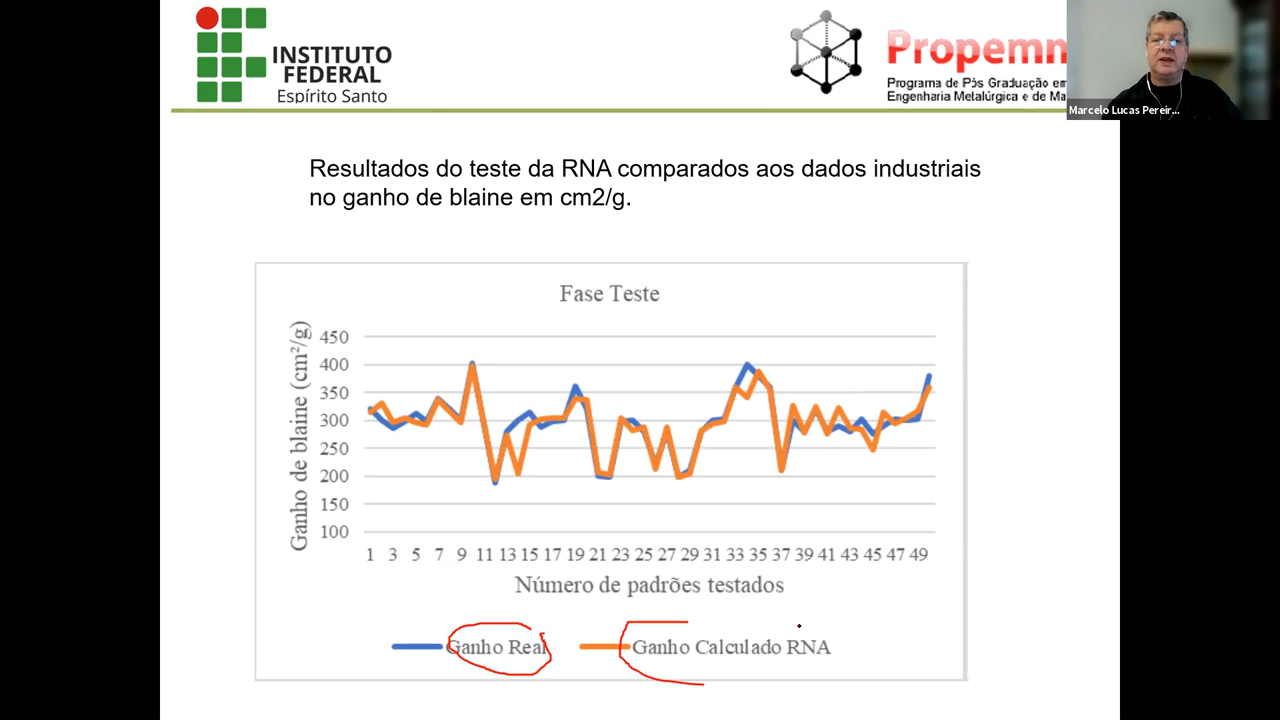 INSTITUTO
FEDERAL
Espírito Santo
Propemm
Programa de Pós Graduação em
Engenharia Metalúrgica e de Ma
Marcelo Lucas Pereir...
Resultados do teste da RNA comparados aos dados industriais
no ganho de blaine em cm2/g.
Fase Teste
Ganho de blaine (cm²/g)
450
400
350
300
250
200
150
100
1 3 5 7 9 11 13 15 17 19 21 23 25 27 29 31 33 35 37 39 41 43 45 47 49
Número de padrões testados
Ganho Real
Ganho Calculado RNA